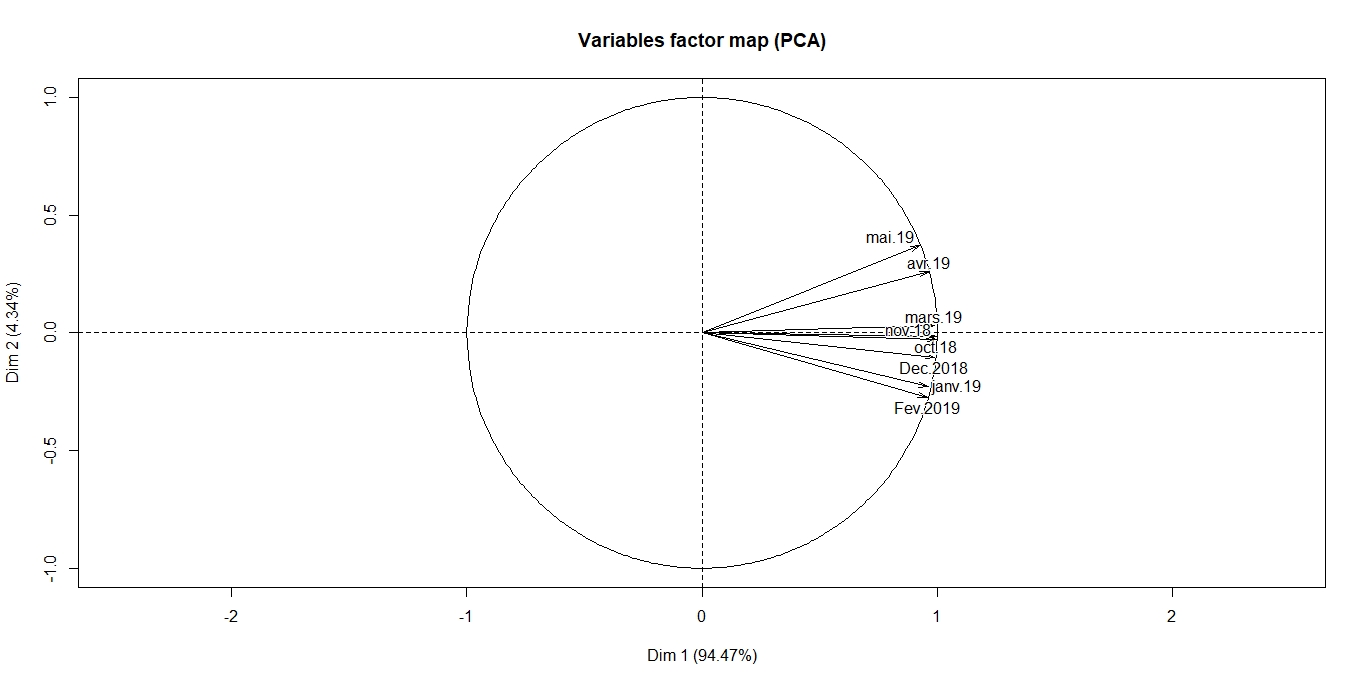 Variables factor map (PCA)
1.0
0.5
0.0
-0.5
-1.0
Dim 2 (4.34%)
mai.19
avr.19
mars.19
nov.18
oct.18
Dec.2018
janv.19
Fev.2019
-2 -1 0 1 2
Dim 1 (94.47%)